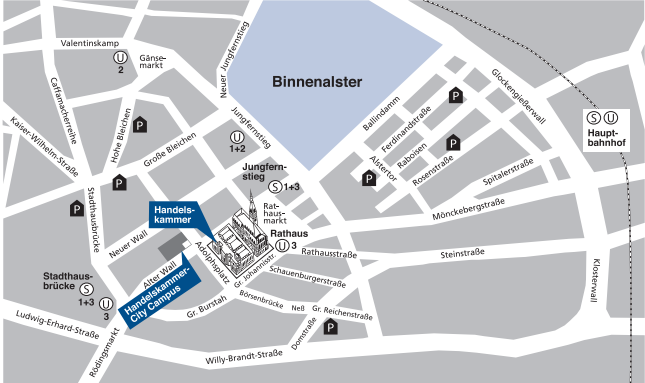 Valentinskamp
U
2
Gänse-
markt
Neuer Jungfernstieg
Binnenalster
Caffamacherreihe
Kaiser-Wilhelm-Straße
Hohe Bleichen
P
Große Bleichen
Jungfernstieg
U
1+2
Jungfern-
stieg
S 1+3
Ballindamm
Ferdinandstraße
Alstertor
Raboisen
Rosenstraße
P
P
P
Glockengießerwall
S U
Haupt-
bahnhof
Spitalerstraße
Mönckebergstraße
Steinstraße
Klosterwall
P
P
Stadthausbrücke
Neuer Wall
Handels-
kammer
Rat-
haus-
markt
Rathaus
U 3
Rathausstraße
Adolphsplatz
Gr. Johannisstr.
Schauenburgerstraße
Alter Wall
Handelskammer-
City Campus
Stadthaus-
brücke
S
1+3
U
3
Gr. Burstah
Börsenbrücke
Neß
Gr. Reichenstraße
Domstraße
P
Ludwig-Erhard-Straße
Rödingsmarkt
Willy-Brandt-Straße